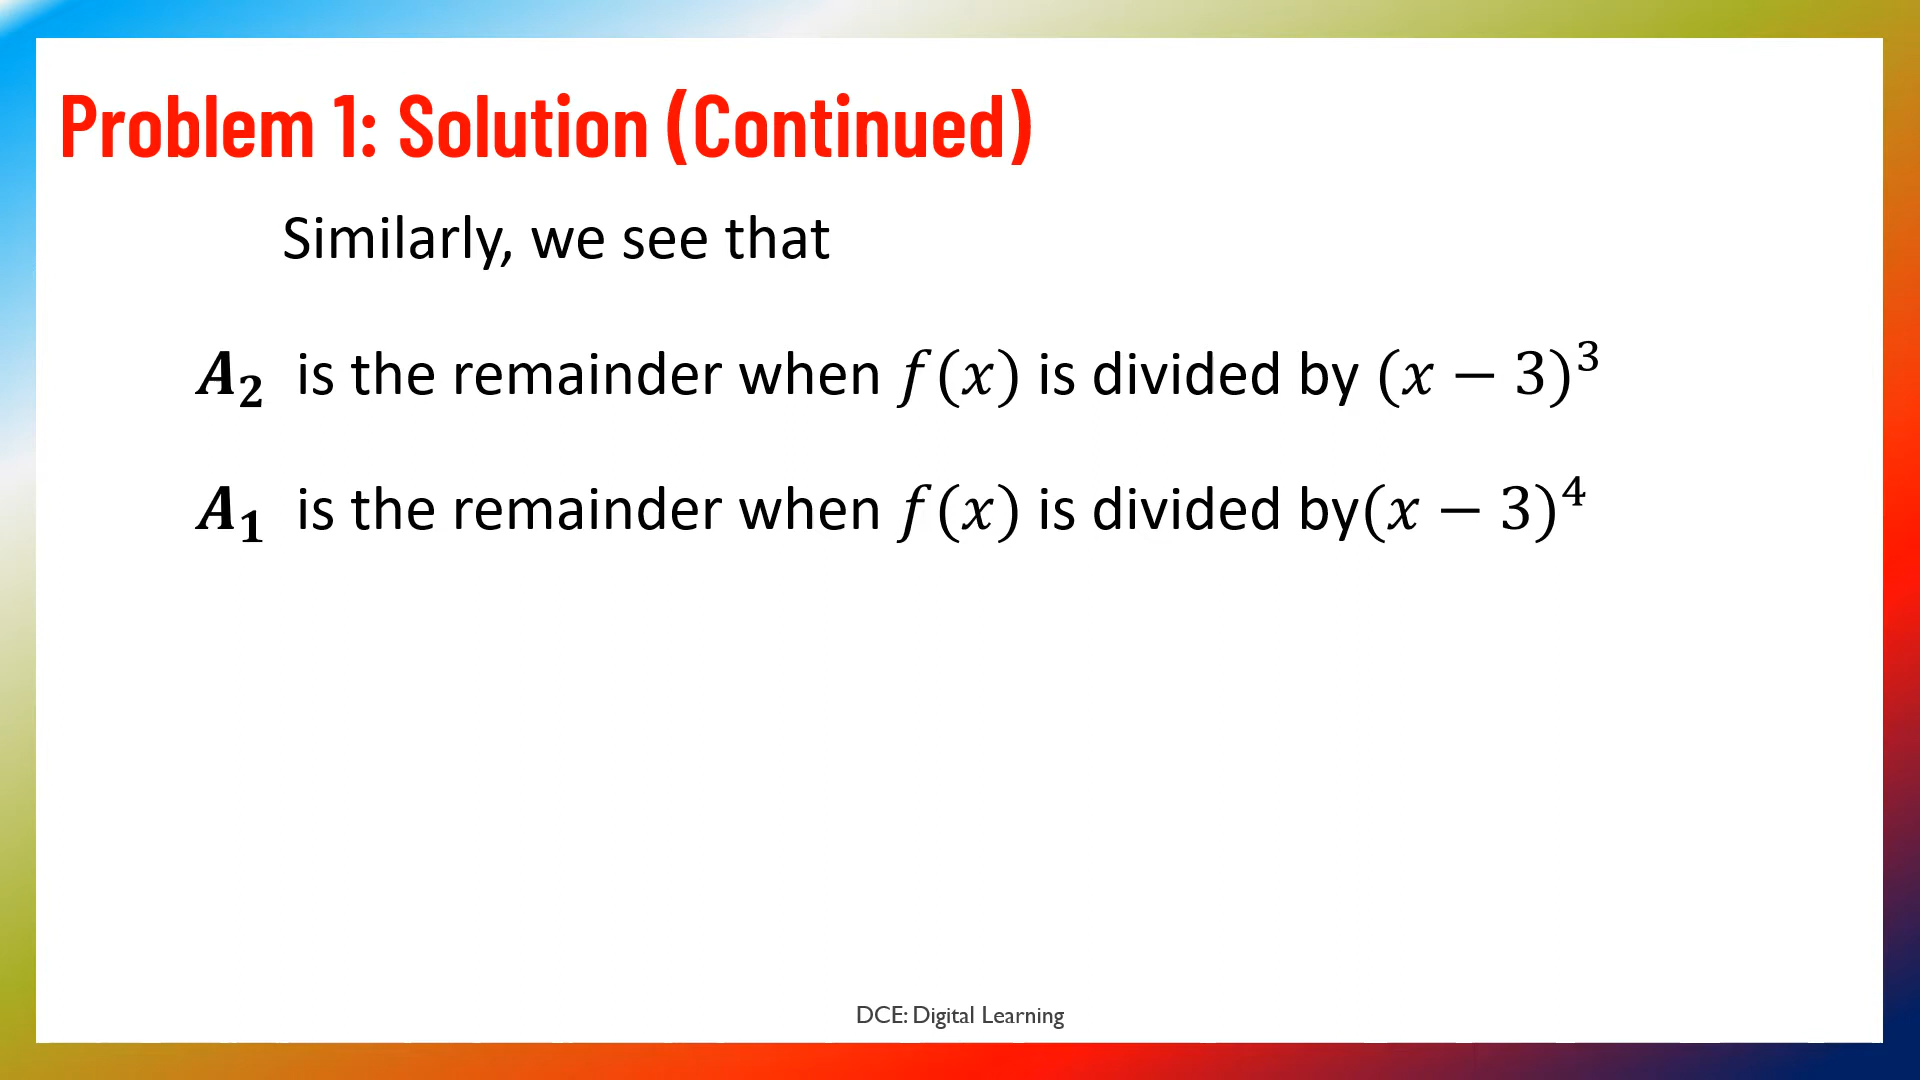 Problem 1: Solution (Continued)
Similarly, we see that
A₂ is the remainder when f(x) is divided by (x − 3)³
A₁ is the remainder when f(x) is divided by(x − 3)⁴
DCE: Digital Learning